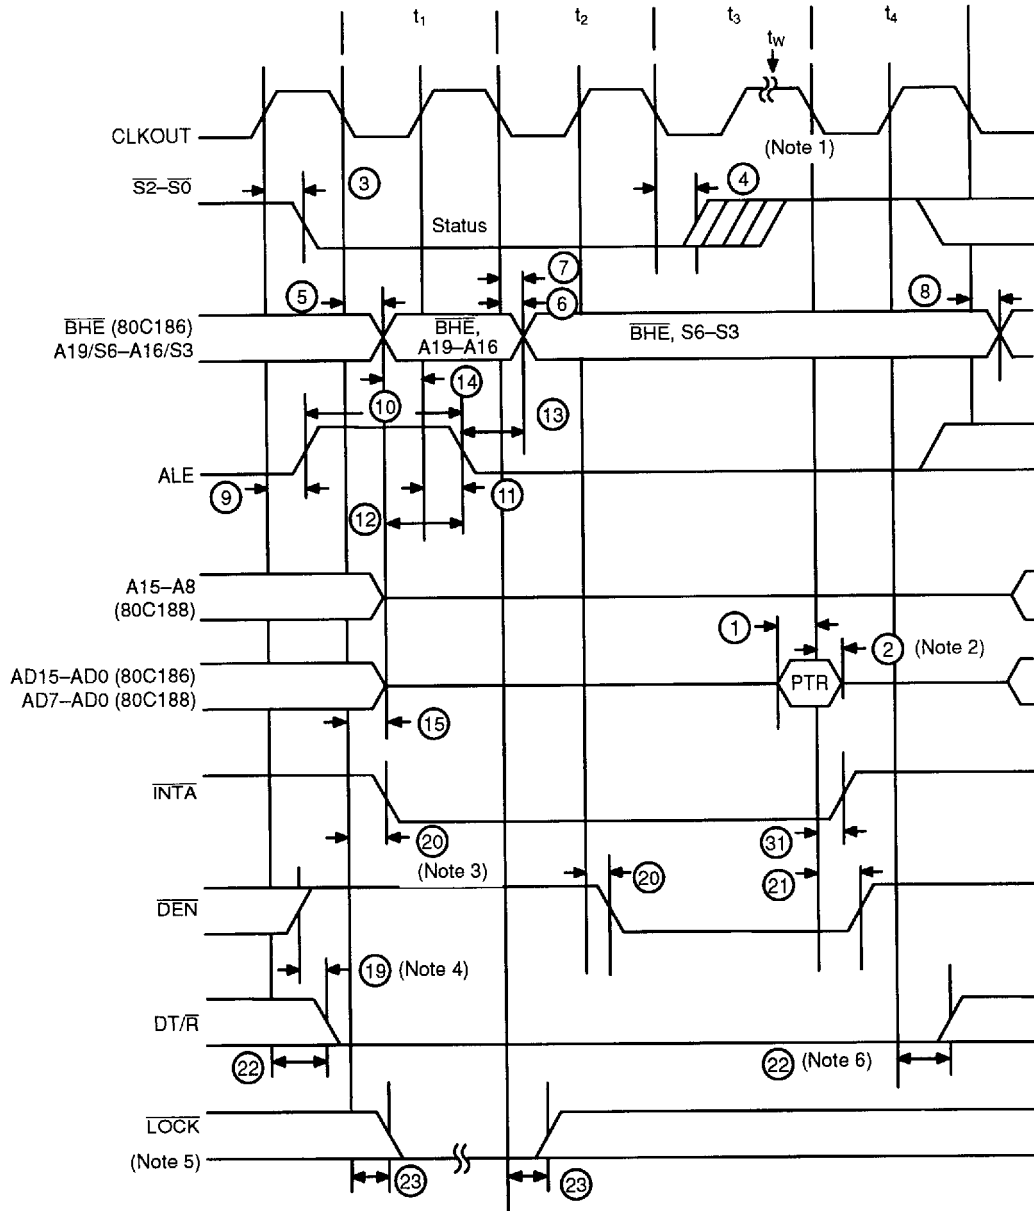 t1 t2 t3 t4
tW
CLKOUT
(Note 1)
S2–S0
3
4
Status
7
5
6
8
BHE (80C186)
A19/S6–A16/S3
BHE,
A19–A16
BHE, S6–S3
14
10
13
ALE
9
11
12
A15–A8
(80C188)
1
2 (Note 2)
AD15–AD0 (80C186)
AD7–AD0 (80C188)
PTR
15
INTA
20
31
(Note 3)
20
21
DEN
19 (Note 4)
DT/R
22
22 (Note 6)
LOCK
(Note 5)
23
23